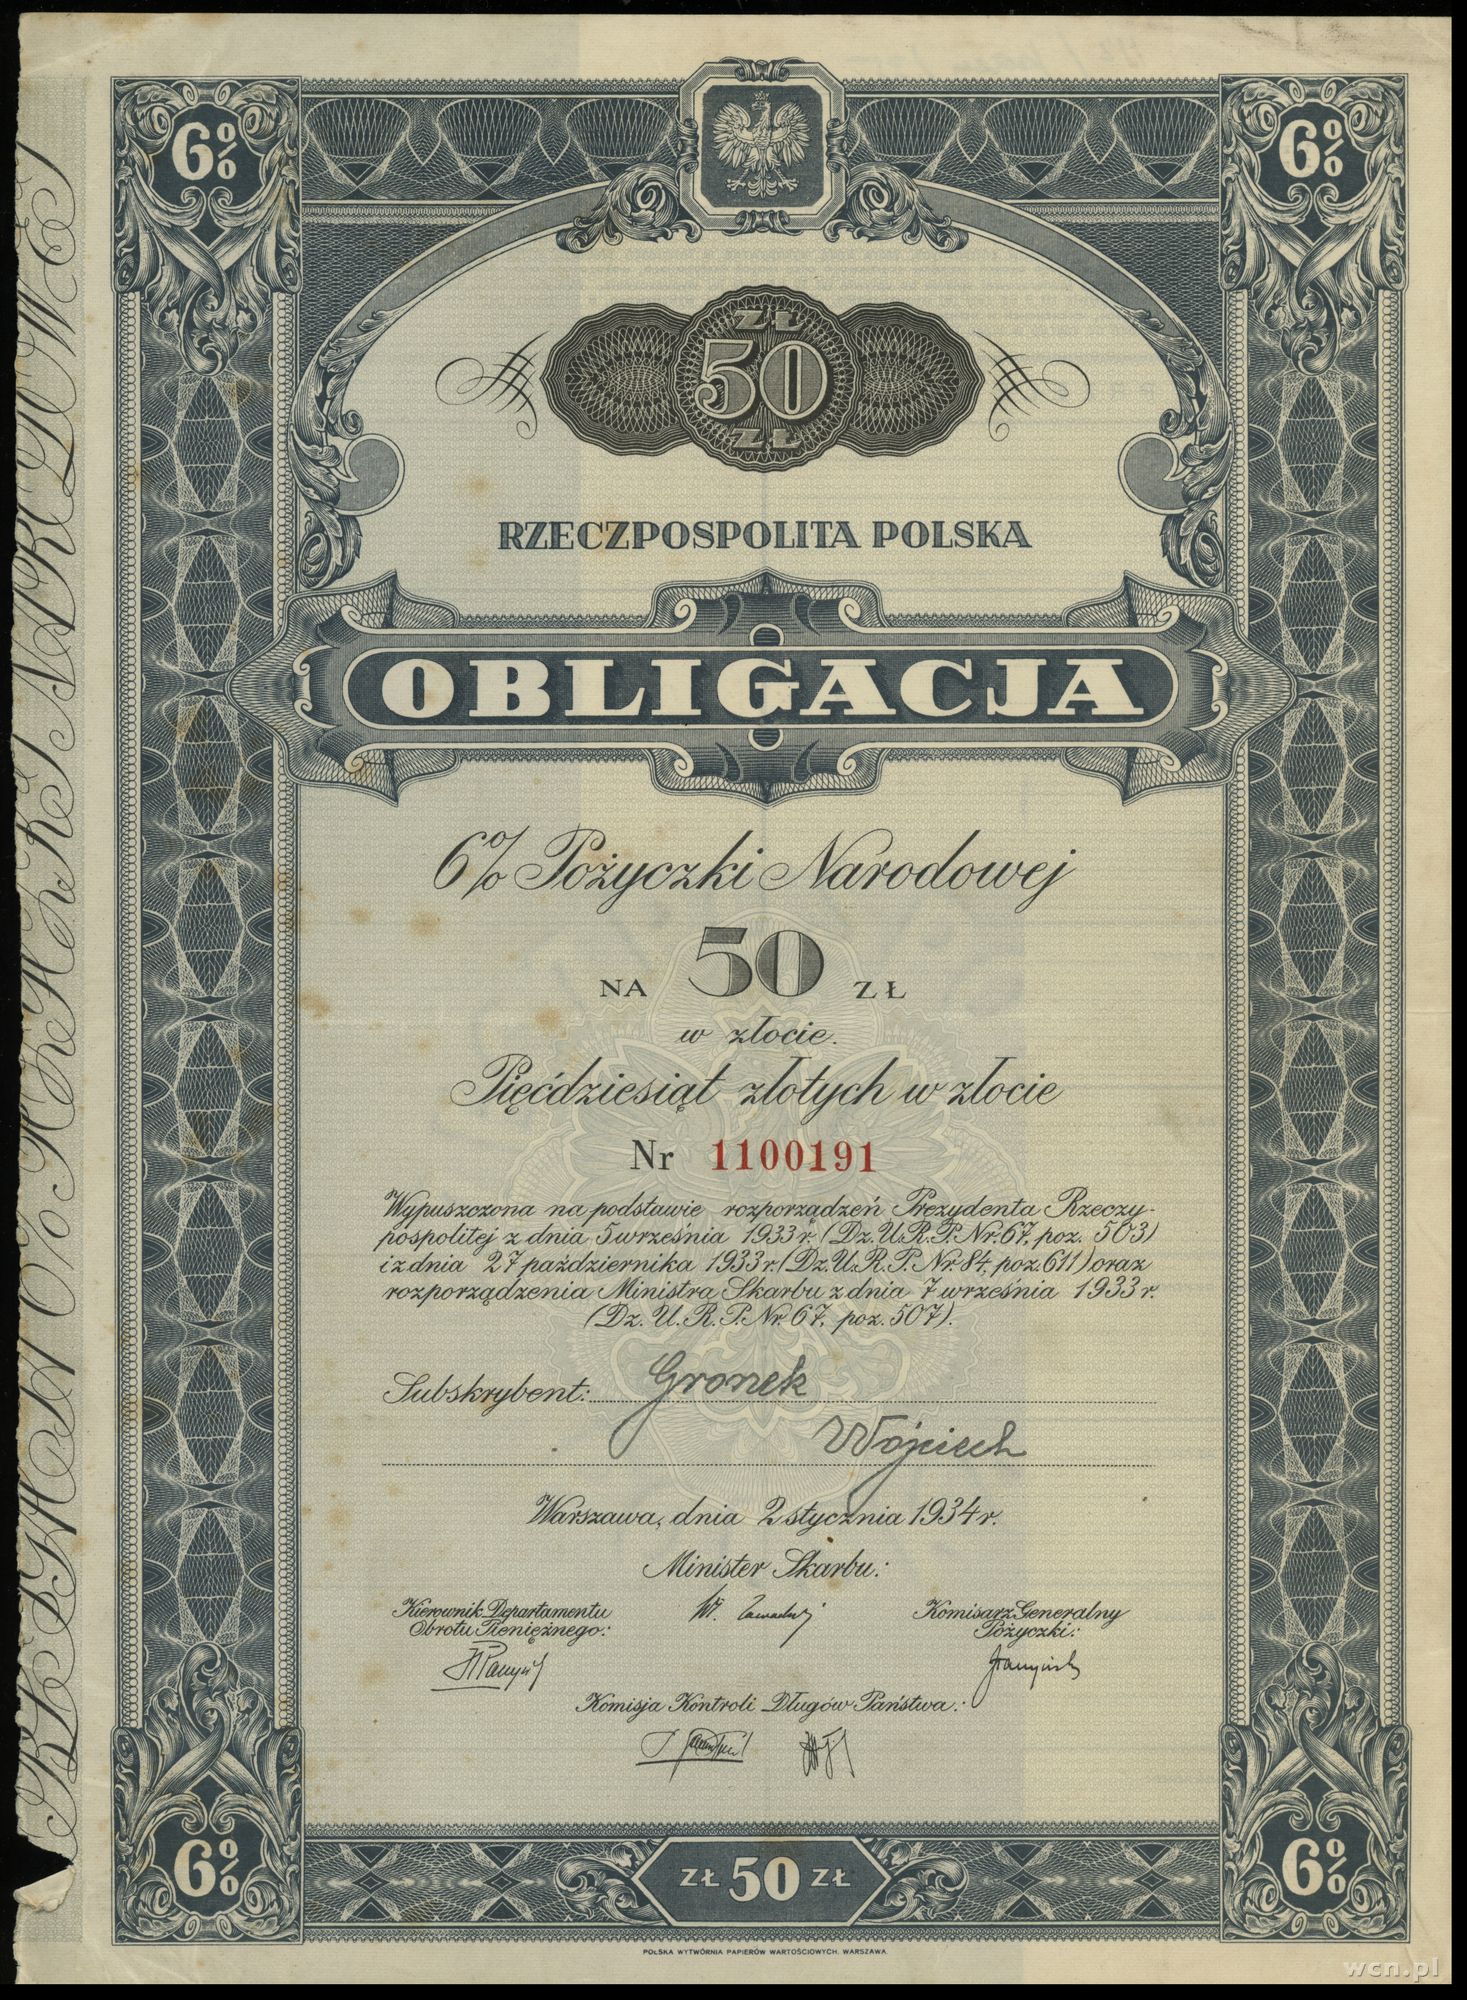 6%
6%
ZŁ
50
ZŁ
RZECZPOSPOLITA POLSKA
OBLIGACJA
6% Pożyczki Narodowej
NA 50 ZŁ
w złocie.
Pięćdziesiąt złotych w złocie
Nr 1100191
Wypuszczona na podstawie rozporządzeń Prezydenta Rzeczy-
pospolitej z dnia 5 września 1933 r. (Dz. U. R. P. Nr. 67, poz. 503)
i z dnia 27 października 1933 r. (Dz. U. R. P. Nr 84, poz. 611) oraz
rozporządzenia Ministra Skarbu z dnia 7 września 1933 r.
(Dz. U. R. P. Nr. 67, poz. 507).
Subskrybent: Gronek
Wojciech
Warszawa, dnia 2 stycznia 1934 r.
Minister Skarbu:
Kierownik Departamentu
Obrotu Pieniężnego:
Komisarz Generalny
Pożyczki:
Komisja Kontroli Długów Państwa:
6%
ZŁ 50 ZŁ
6%
POLSKA WYTWÓRNIA PAPIERÓW WARTOŚCIOWYCH. WARSZAWA
wcn.pl